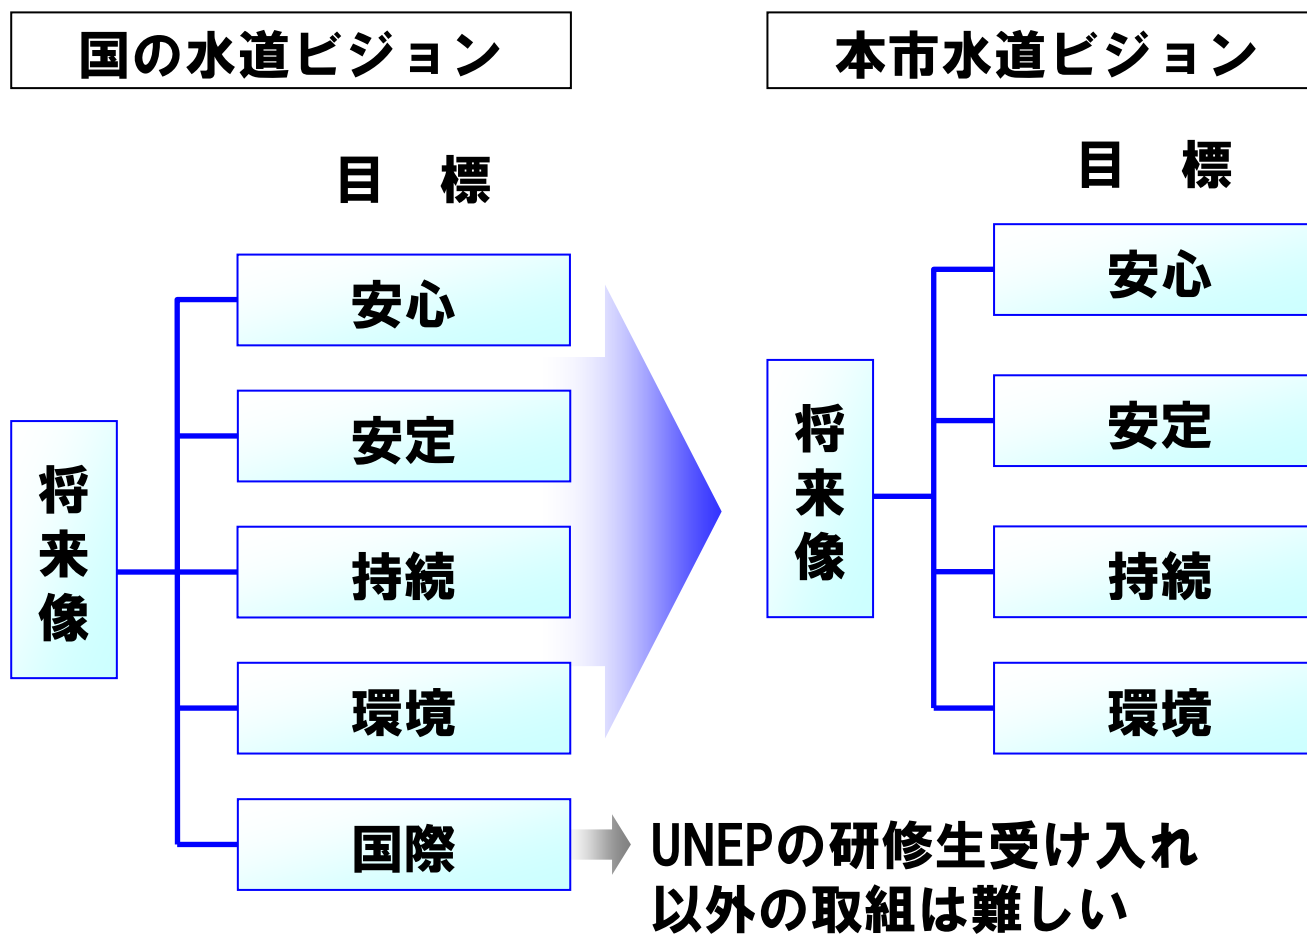 国の水道ビジョン
目 標
将来像
安心
安定
持続
環境
国際
本市水道ビジョン
目 標
将来像
安心
安定
持続
環境
UNEPの研修生受け入れ
以外の取組は難しい